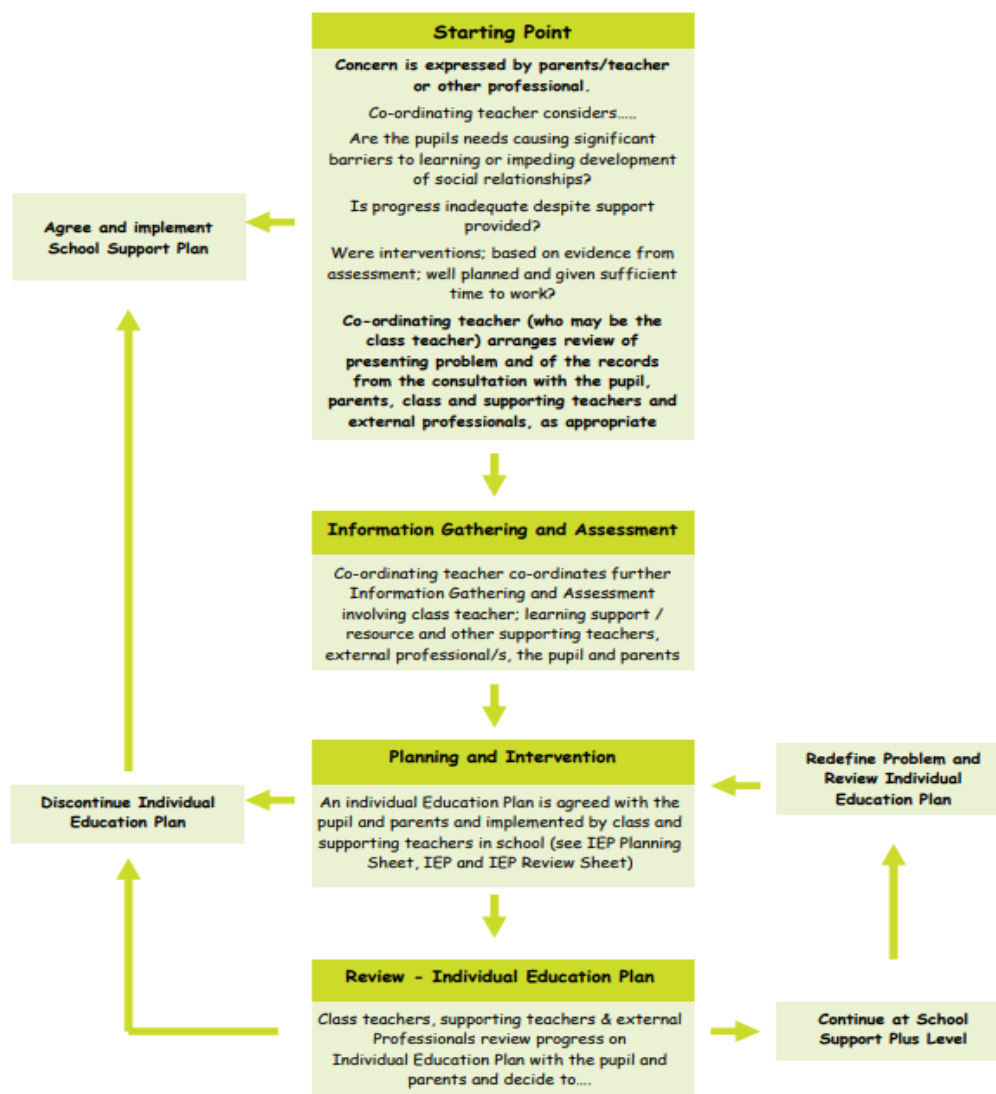 Starting Point
Concern is expressed by parents/teacher
or other professional.
Co-ordinating teacher considers.....
Are the pupils needs causing significant
barriers to learning or impeding development
of social relationships?
Is progress inadequate despite support
provided?
Were interventions; based on evidence from
assessment; well planned and given sufficient
time to work?
Co-ordinating teacher (who may be the
class teacher) arranges review of
presenting problem and of the records
from the consultation with the pupil,
parents, class and supporting teachers and
external professionals, as appropriate
Agree and implement
School Support Plan
Information Gathering and Assessment
Co-ordinating teacher co-ordinates further
Information Gathering and Assessment
involving class teacher; learning support /
resource and other supporting teachers,
external professional/s, the pupil and parents
Planning and Intervention
An individual Education Plan is agreed with the
pupil and parents and implemented by class and
supporting teachers in school (see IEP Planning
Sheet, IEP and IEP Review Sheet)
Redefine Problem and
Review Individual
Education Plan
Discontinue Individual
Education Plan
Review - Individual Education Plan
Class teachers, supporting teachers & external
Professionals review progress on
Individual Education Plan with the pupil and
parents and decide to....
Continue at School
Support Plus Level